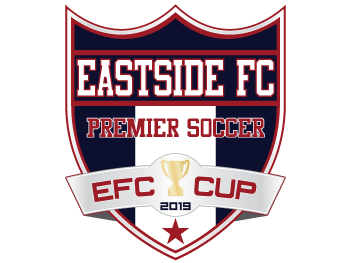 EASTSIDE FC
PREMIER SOCCER
EFC CUP
2019